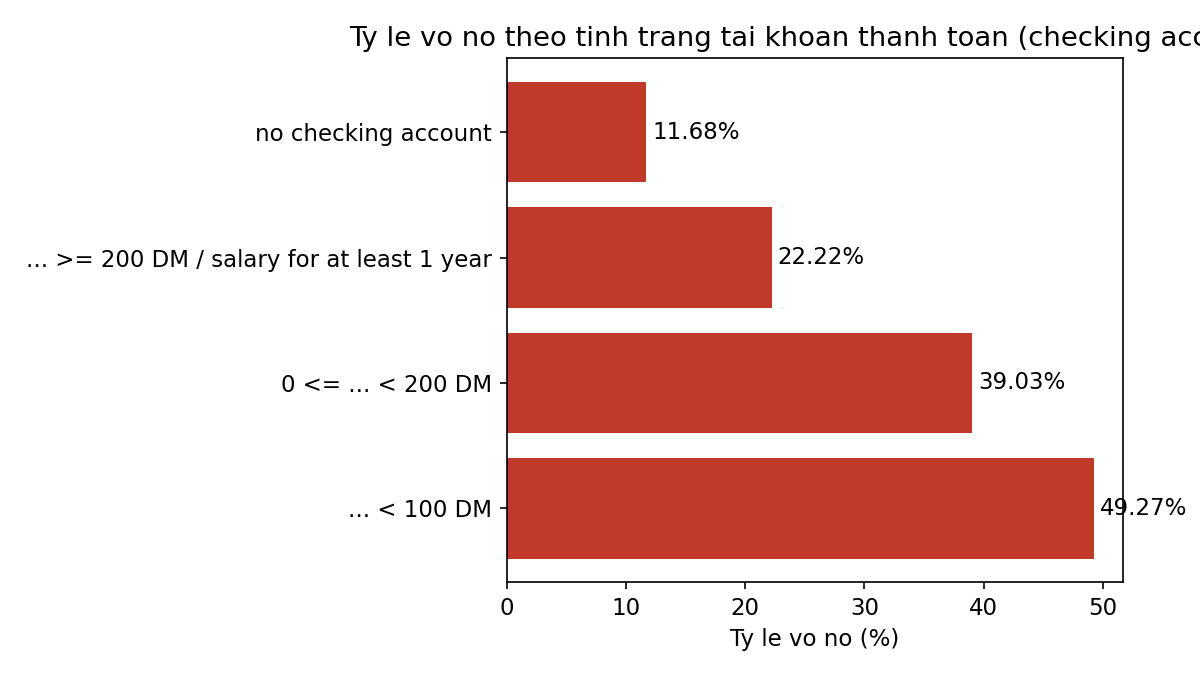 Ty le vo no theo tinh trang tai khoan thanh toan (checking acc
no checking account
11.68%
... >= 200 DM / salary for at least 1 year
22.22%
0 <= ... < 200 DM
39.03%
... < 100 DM
49.27%
0 10 20 30 40 50
Ty le vo no (%)